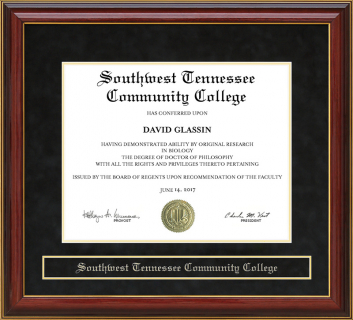 Southwest Tennessee
Community College
HAS CONFERRED UPON
DAVID GLASSIN
HAVING DEMONSTRATED ABILITY BY ORIGINAL RESEARCH
IN BIOLOGY
THE DEGREE OF DOCTOR OF PHILOSOPHY
WITH ALL THE RIGHTS AND PRIVILEGES THERETO PERTAINING
ISSUED BY THE BOARD OF REGENTS UPON RECOMMENDATION OF THE FACULTY
JUNE 14, 2017
PROVOST
PRESIDENT
Southwest Tennessee Community College